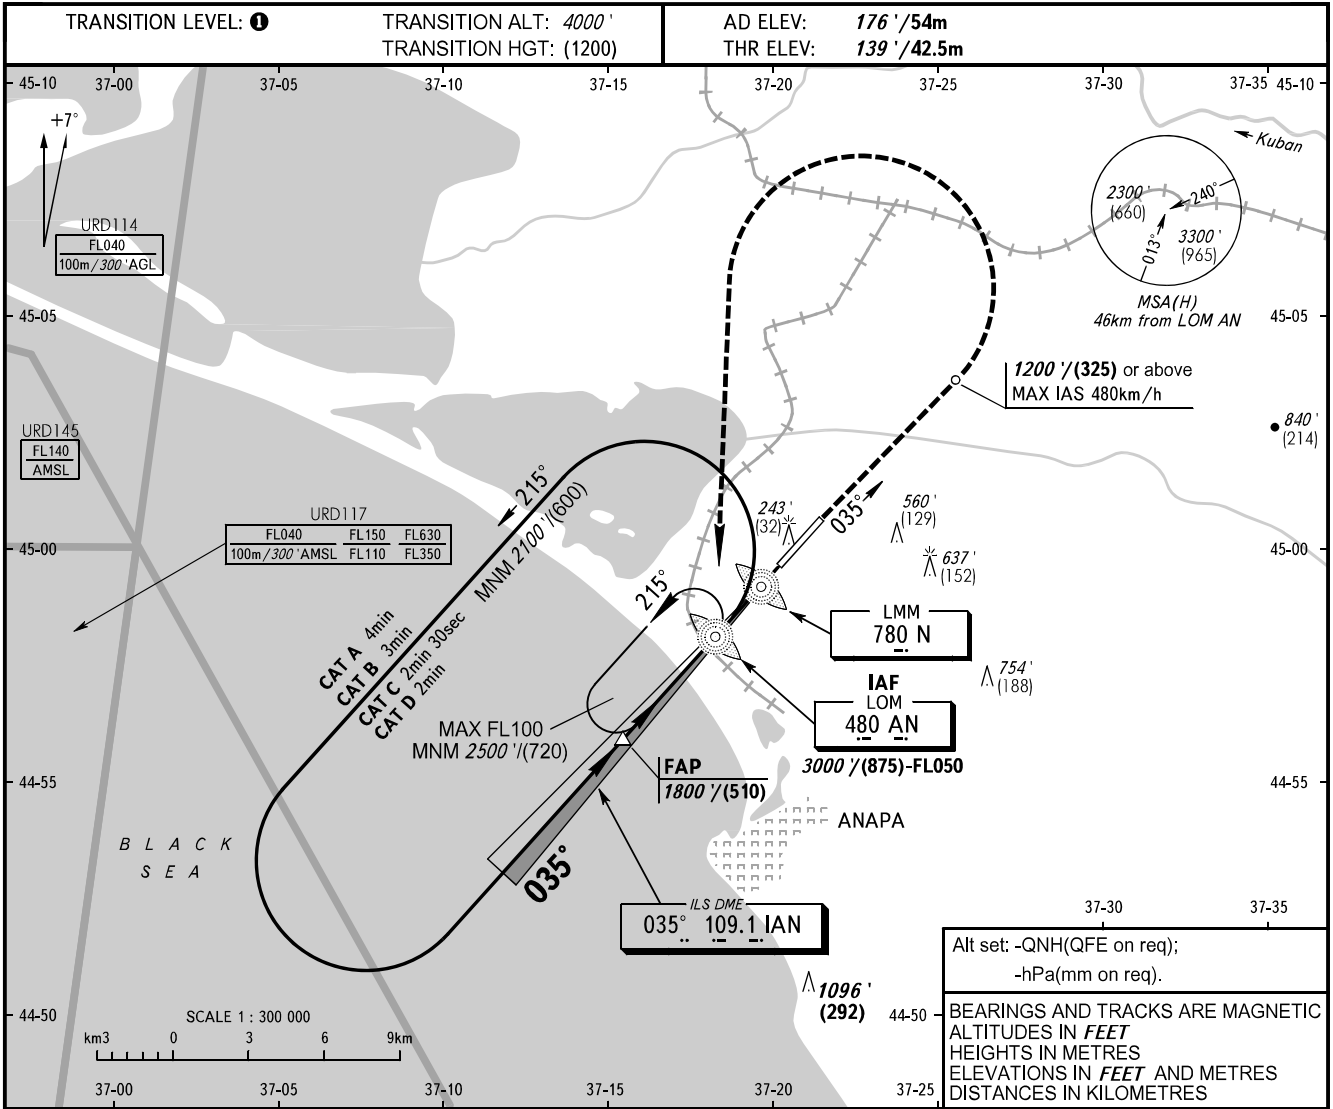 TRANSITION LEVEL: ❶
TRANSITION ALT: 4000 '
TRANSITION HGT: (1200)
AD ELEV: 176 '/54m
THR ELEV: 139 '/42.5m
45-10 37-00 37-05 37-10 37-15 37-20 37-25 37-30 37-35 45-10
+7°
Kuban
URD114
FL040
100m/300 'AGL
2300 '
(660)
240°
013°
3300 '
(965)
MSA(H)
46km from LOM AN
45-05 45-05
1200 '/(325) or above
MAX IAS 480km/h
URD145
FL140
AMSL
840 '
(214)
215°
MNM 2100 '/(600)
URD117
FL040 FL150 FL630
100m/300 'AMSL FL110 FL350
243 '
(32)
035°
560 '
(129)
45-00 45-00
637 '
(152)
215°
LMM
780 N
CAT A 4min
CAT B 3min
CAT C 2min 30sec
CAT D 2min
754 '
(188)
IAF
LOM
480 AN
3000 '/(875)-FL050
MAX FL100
MNM 2500 '/(720)
FAP
1800 '/(510)
44-55 44-55
ANAPA
BLACK
SEA
035°
ILS DME
035° 109.1 IAN
37-30 37-35
Alt set: -QNH(QFE on req);
-hPa(mm on req).
1096 '
(292)
44-50 44-50
SCALE 1 : 300 000
km3 0 3 6 9km
BEARINGS AND TRACKS ARE MAGNETIC
ALTITUDES IN FEET
HEIGHTS IN METRES
ELEVATIONS IN FEET AND METRES
DISTANCES IN KILOMETRES
37-00 37-05 37-10 37-15 37-20 37-25